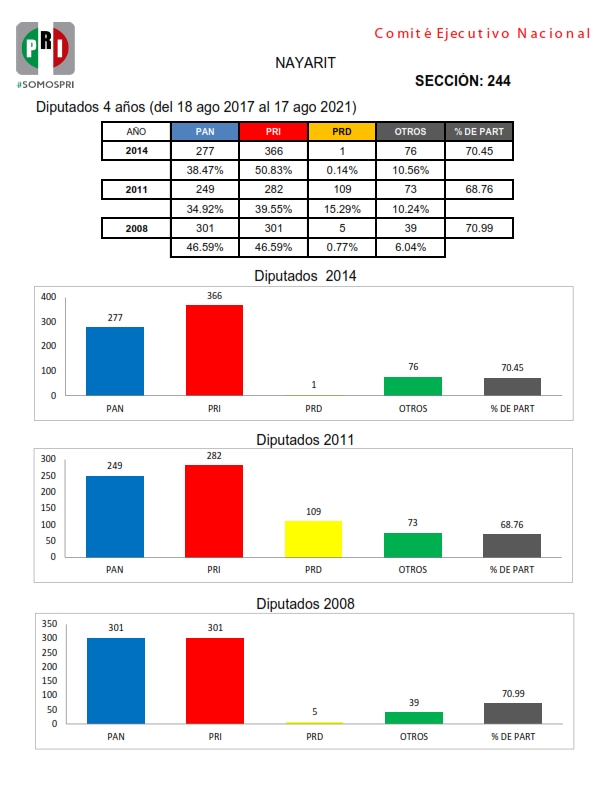 Comité Ejecutivo Nacional
PRI
#SOMOSPRI
NAYARIT
SECCIÓN: 244
Diputados 4 años (del 18 ago 2017 al 17 ago 2021)
AÑO PAN PRI PRD OTROS % DE PART
2014 277 366 1 76 70.45
38.47% 50.83% 0.14% 10.56%
2011 249 282 109 73 68.76
34.92% 39.55% 15.29% 10.24%
2008 301 301 5 39 70.99
46.59% 46.59% 0.77% 6.04%
Diputados 2014
400
300
200
100
0
277 366 1 76 70.45
PAN PRI PRD OTROS % DE PART
Diputados 2011
300
250
200
150
100
50
0
249 282 109 73 68.76
PAN PRI PRD OTROS % DE PART
Diputados 2008
350
300
250
200
150
100
50
0
301 301 5 39 70.99
PAN PRI PRD OTROS % DE PART